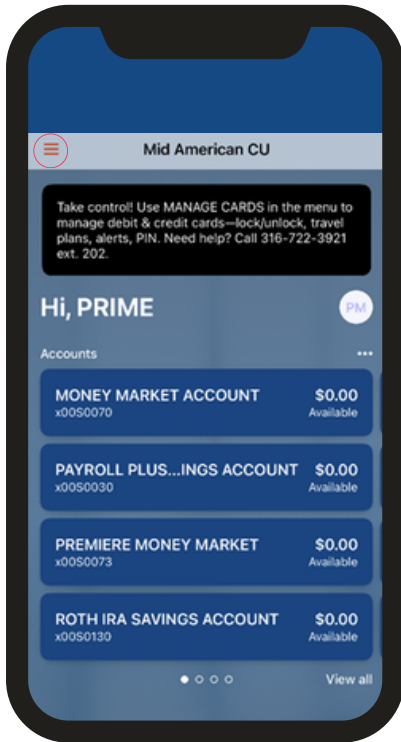 Mid American CU
Take control! Use MANAGE CARDS in the menu to
manage debit & credit cards—lock/unlock, travel
plans, alerts, PIN. Need help? Call 316-722-3921
ext. 202.
Hi, PRIME
PM
Accounts
MONEY MARKET ACCOUNT $0.00
x00S0070 Available
PAYROLL PLUS...INGS ACCOUNT $0.00
x00S0030 Available
PREMIERE MONEY MARKET $0.00
x00S0073 Available
ROTH IRA SAVINGS ACCOUNT $0.00
x00S0130 Available
View all